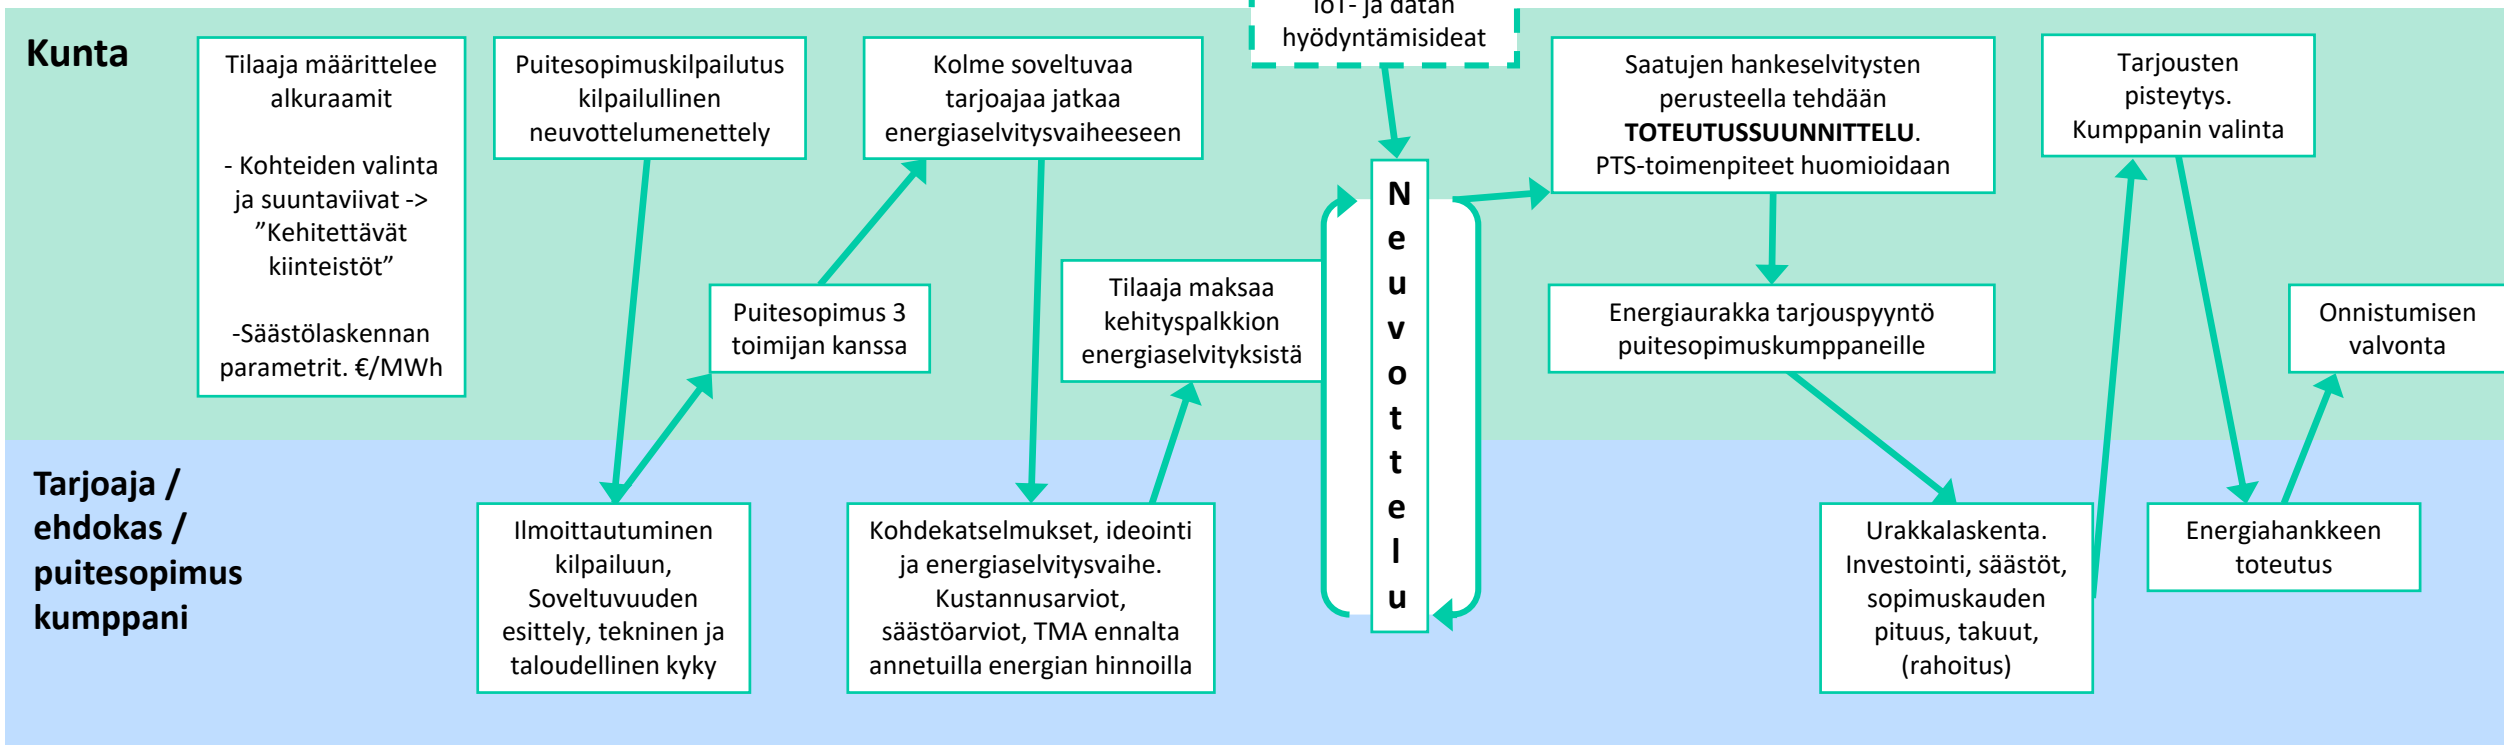 Kunta
Tilaaja määrittelee
alkuraamit
- Kohteiden valinta
ja suuntaviivat ->
”Kehitettävät
kiinteistöt”
-Säästölaskennan
parametrit. €/MWh
Puitesopimuskilpailutus
kilpailullinen
neuvottelumenettely
Puitesopimus 3
toimijan kanssa
Kolme soveltuvaa
tarjoajaa jatkaa
energiaselvitysvaiheeseen
Tilaaja maksaa
kehityspalkkion
energiaselvityksistä
IoT- ja datan
hyödyntämisideat
N
e
u
v
o
t
t
e
l
u
Saatujen hankeselvitysten
perusteella tehdään
TOTEUTUSSUUNNITTELU.
PTS-toimenpiteet huomioidaan
Energiaurakka tarjouspyyntö
puitesopimuskumppaneille
Tarjousten
pisteytys.
Kumppanin valinta
Onnistumisen
valvonta
Tarjoaja /
ehdokas /
puitesopimus
kumppani
Ilmoittautuminen
kilpailuun,
Soveltuvuuden
esittely, tekninen ja
taloudellinen kyky
Kohdekatselmukset, ideointi
ja energiaselvitysvaihe.
Kustannusarviot,
säästöarviot, TMA ennalta
annetuilla energian hinnoilla
Urakkalaskenta.
Investointi, säästöt,
sopimuskauden
pituus, takuut,
(rahoitus)
Energiahankkeen
toteutus